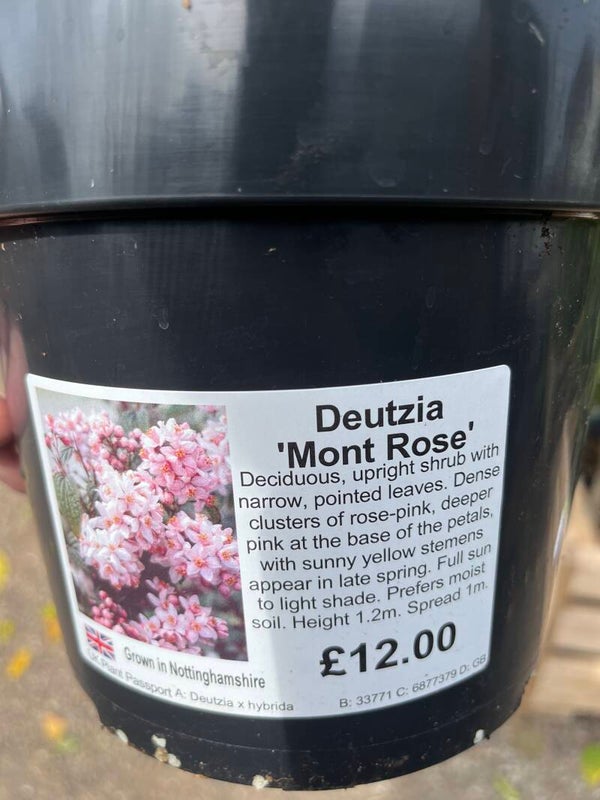 Deutzia
'Mont Rose'
Deciduous, upright shrub with
narrow, pointed leaves. Dense
clusters of rose-pink, deeper
pink at the base of the petals,
with sunny yellow stemens
appear in late spring. Full sun
to light shade. Prefers moist
soil. Height 1.2m. Spread 1m.
£12.00
Grown in Nottinghamshire
UK Plant Passport A: Deutzia x hybrida
B: 33771 C: 6877379 D: GB